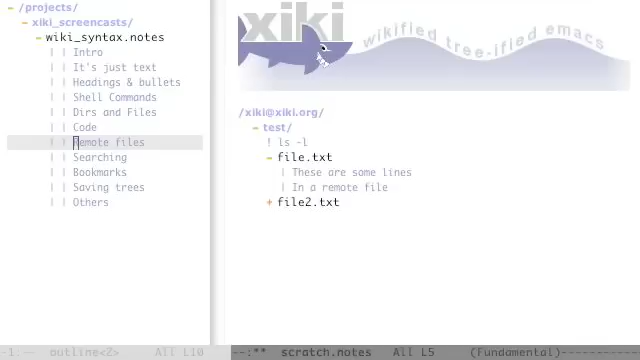 - /projects/
- xiki_screencasts/
- wiki_syntax.notes
| | Intro
| | It's just text
| | Headings & bullets
| | Shell Commands
| | Dirs and Files
| | Code
| | Remote files
| | Searching
| | Bookmarks
| | Saving trees
| | Others
-1.-- outline<2> All L10
xiki
wikified tree-ified emacs
/xiki@xiki.org/
- test/
! ls -l
- file.txt
| These are some lines
| In a remote file
+ file2.txt
--:** scratch.notes All L5 (Fundamental)